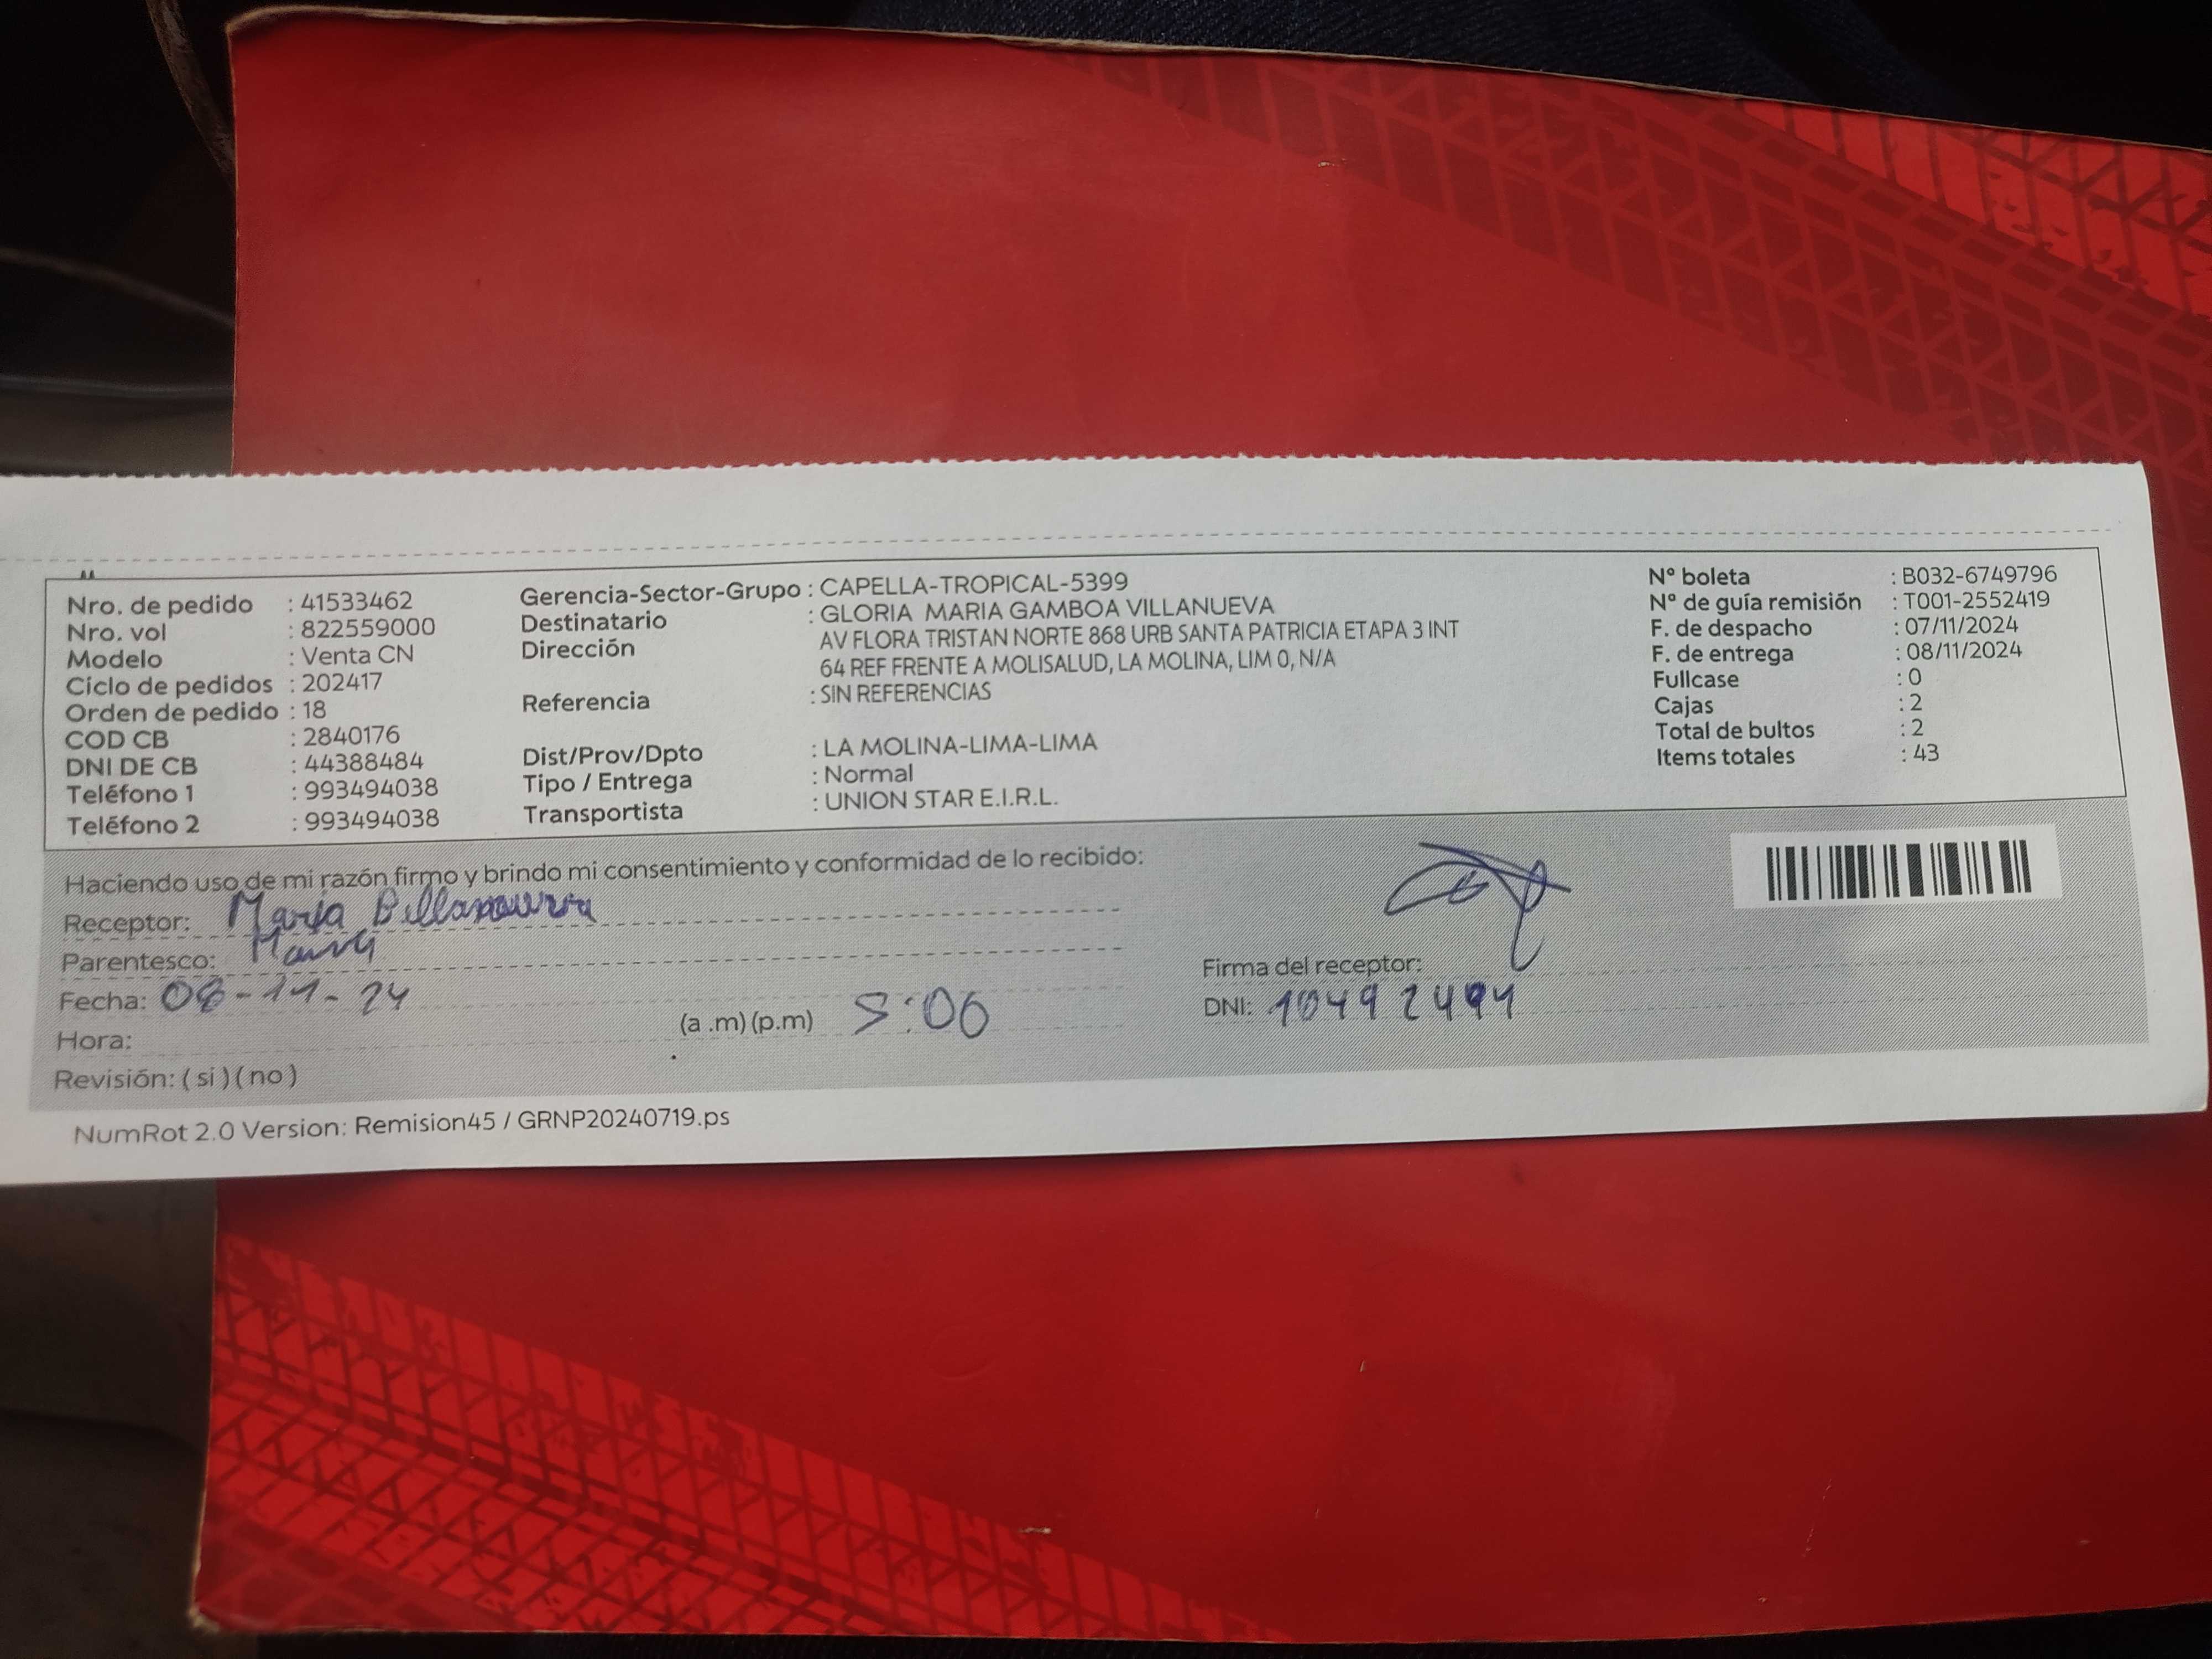 Nro. de pedido : 41533462
Nro. vol : 822559000
Modelo : Venta CN
Ciclo de pedidos : 202417
Orden de pedido : 18
COD CB : 2840176
DNI DE CB : 44388484
Teléfono 1 : 993494038
Teléfono 2 : 993494038
Gerencia-Sector-Grupo : CAPELLA-TROPICAL-5399
Destinatario : GLORIA MARIA GAMBOA VILLANUEVA
Dirección AV FLORA TRISTAN NORTE 868 URB SANTA PATRICIA ETAPA 3 INT
64 REF FRENTE A MOLISALUD, LA MOLINA, LIM 0, N/A
Referencia : SIN REFERENCIAS
Dist/Prov/Dpto : LA MOLINA-LIMA-LIMA
Tipo / Entrega : Normal
Transportista : UNION STAR E.I.R.L.
Nº boleta : B032-6749796
Nº de guía remisión : T001-2552419
F. de despacho : 07/11/2024
F. de entrega : 08/11/2024
Fullcase : 0
Cajas : 2
Total de bultos : 2
Items totales : 43
Haciendo uso de mi razón firmo y brindo mi consentimiento y conformidad de lo recibido:
Receptor: María
Parentesco:
Fecha: 08-11-24
Hora: (a .m) (p.m) 5:06
Revisión: ( si ) ( no )
Firma del receptor:
DNI: 10492494
NumRot 2.0 Version: Remision45 / GRNP20240719.ps